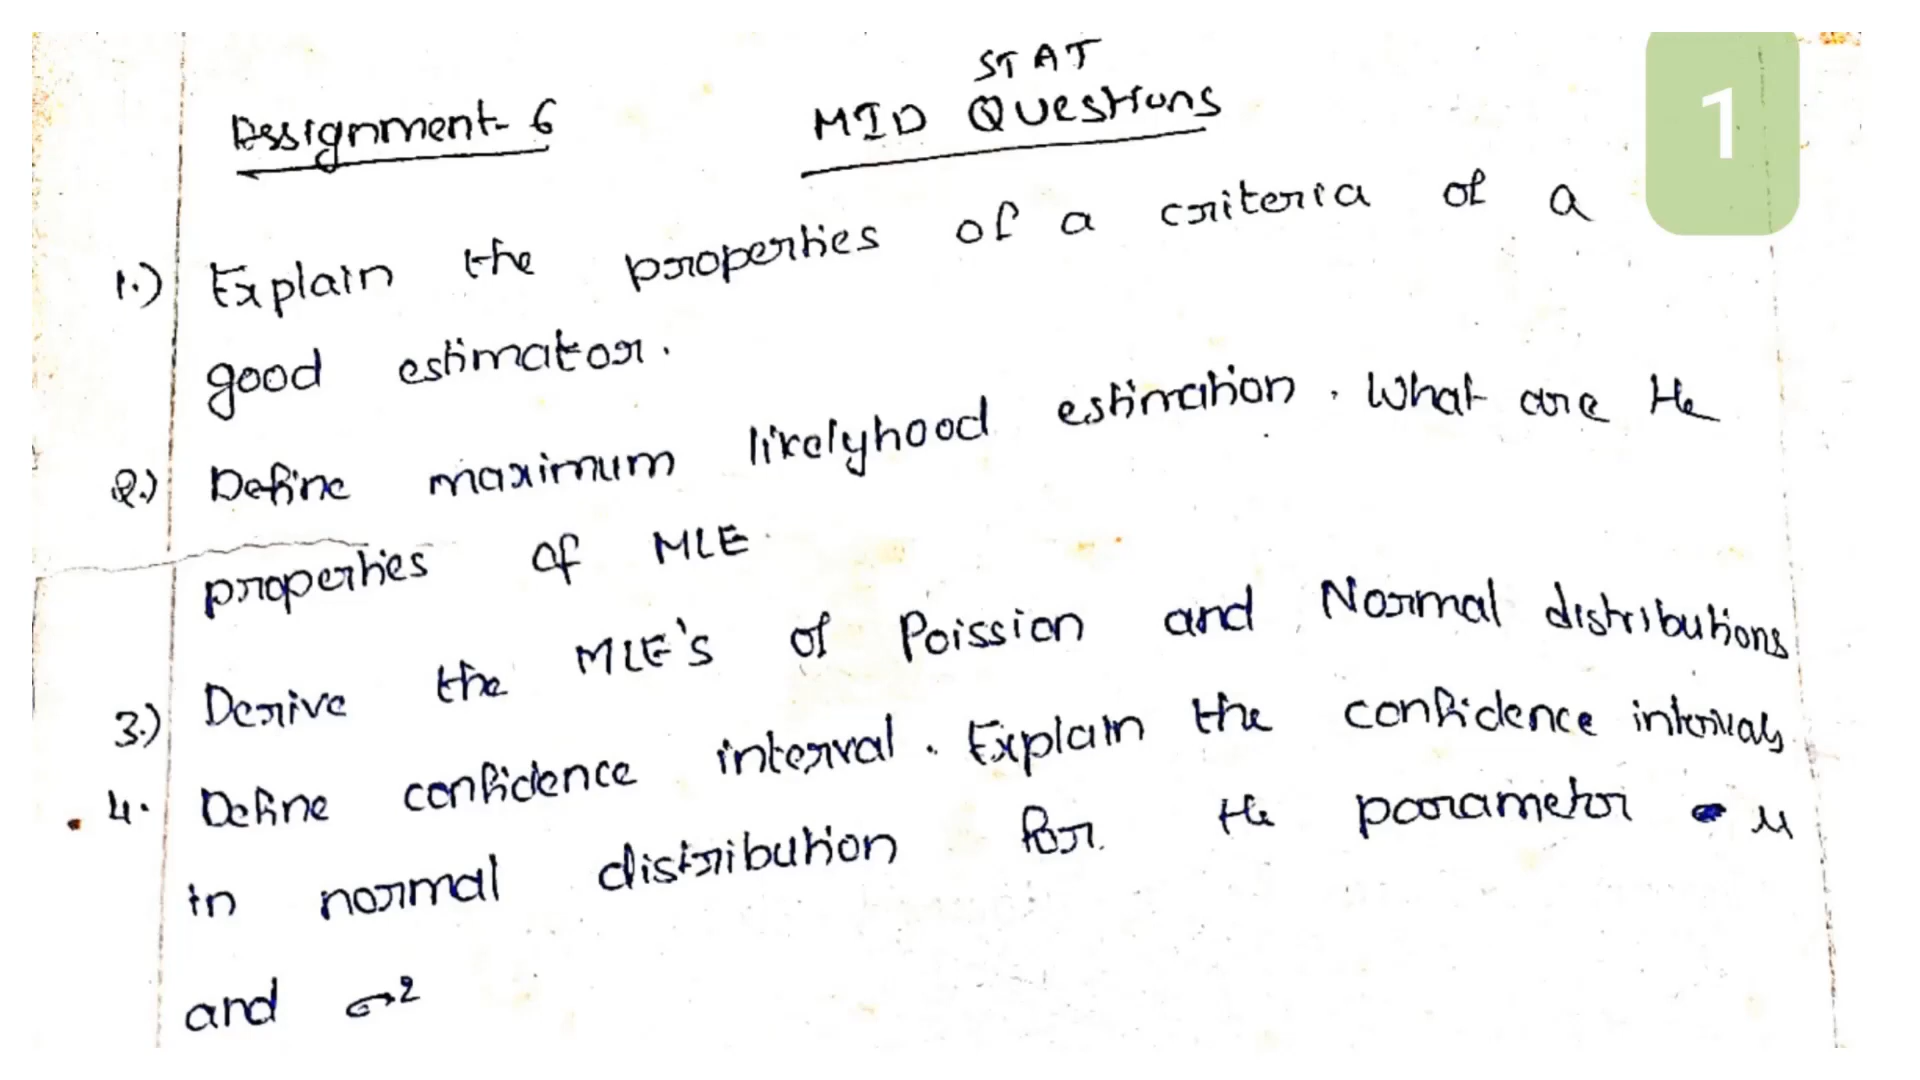 STAT
Assignment-6 MID Questions
1
1.) Explain the properties of a criteria of a
good estimator.
2.) Define maximum likelyhood estimation. What are the
properties of MLE
3.) Derive the MLE's of Poission and Normal distributions
4. Define confidence interval. Explain the confidence intervals
in normal distribution for the parameter μ
and σ²